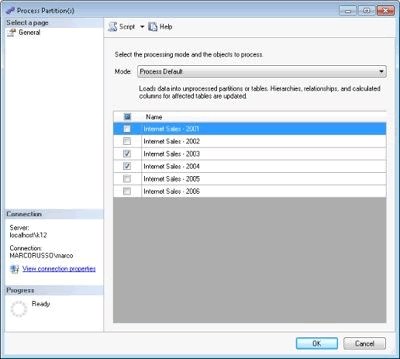 Process Partition(s)
Select a page
General
Script
Help
Select the processing mode and the objects to process.
Mode:
Process Default
Loads data into unprocessed partitions or tables. Hierarchies, relationships, and calculated
columns for affected tables are updated.
Name
Internet Sales - 2001
Internet Sales - 2002
Internet Sales - 2003
Internet Sales - 2004
Internet Sales - 2005
Internet Sales - 2006
Connection
Server:
localhost\k12
Connection:
MARCORUSSO\marco
View connection properties
Progress
Ready
OK
Cancel